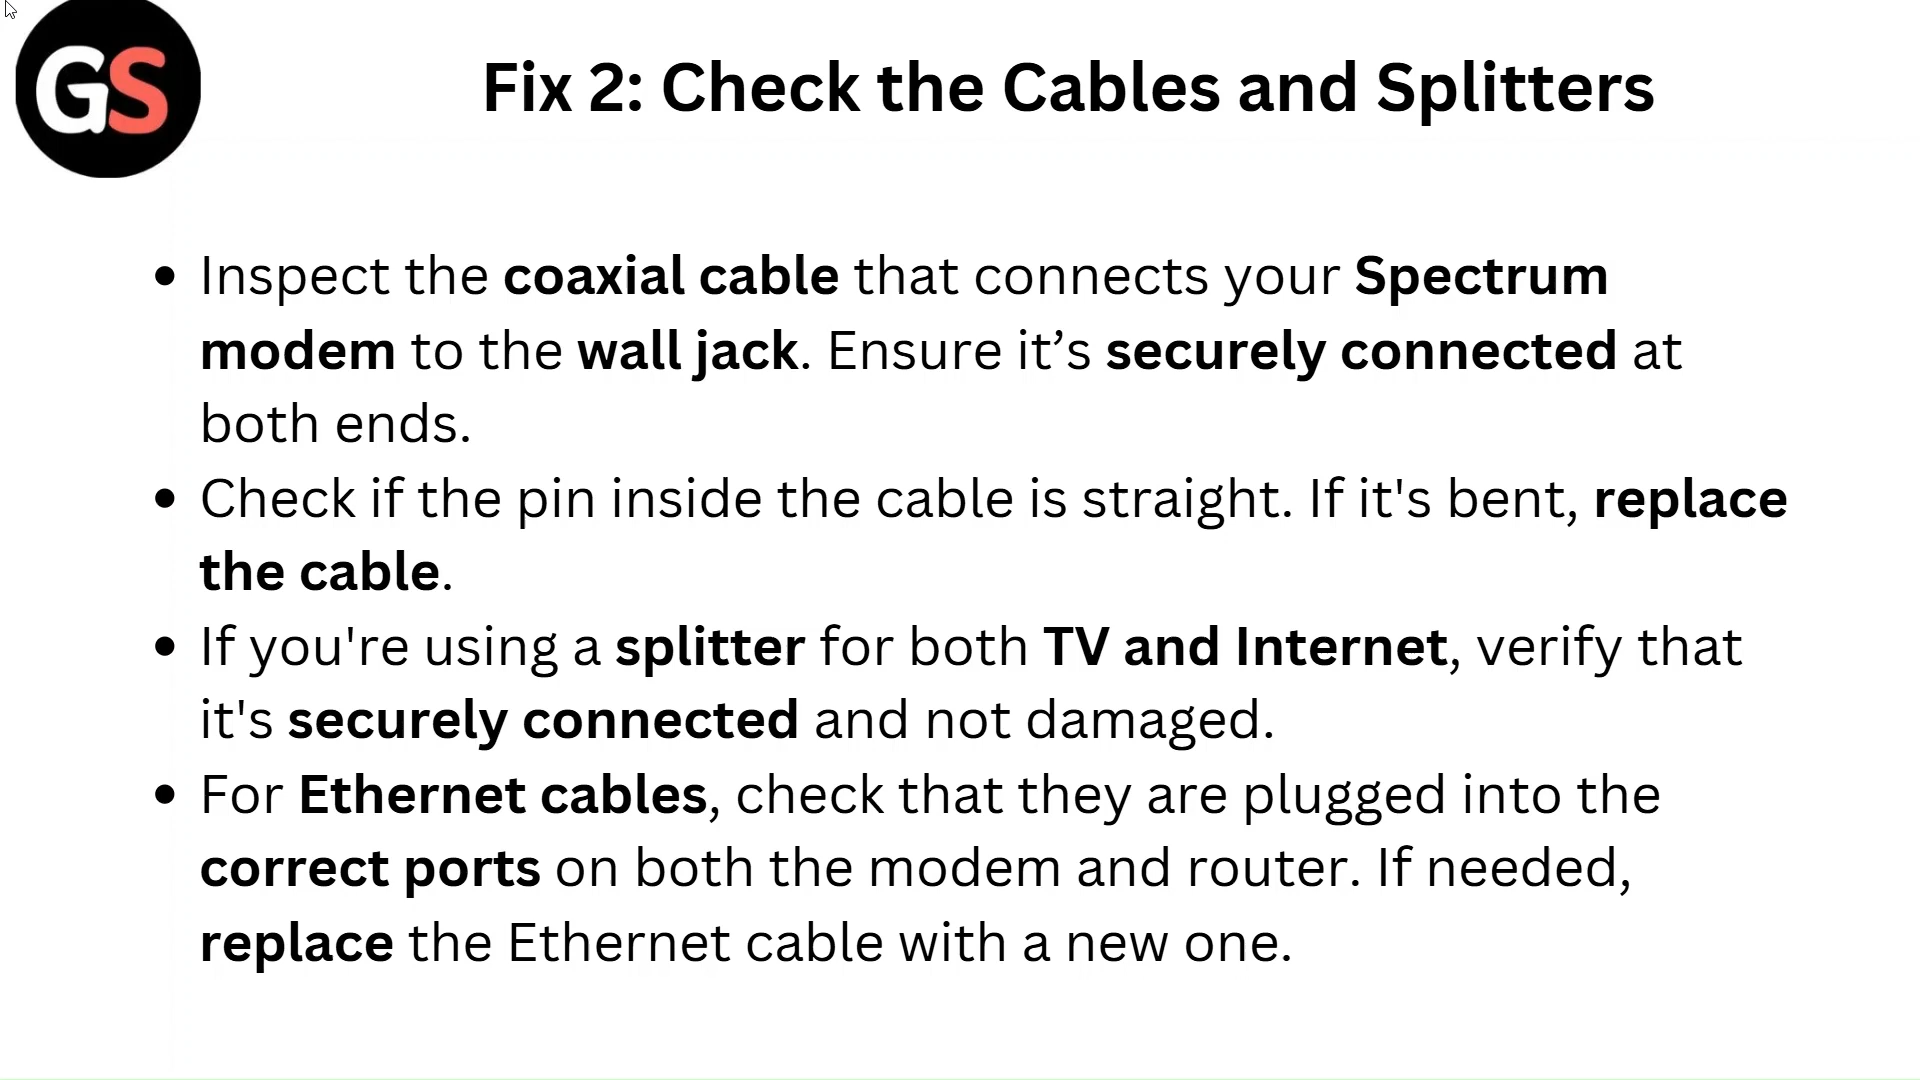 GS
Fix 2: Check the Cables and Splitters
• Inspect the coaxial cable that connects your Spectrum
modem to the wall jack. Ensure it’s securely connected at
both ends.
• Check if the pin inside the cable is straight. If it's bent, replace
the cable.
• If you're using a splitter for both TV and Internet, verify that
it's securely connected and not damaged.
• For Ethernet cables, check that they are plugged into the
correct ports on both the modem and router. If needed,
replace the Ethernet cable with a new one.